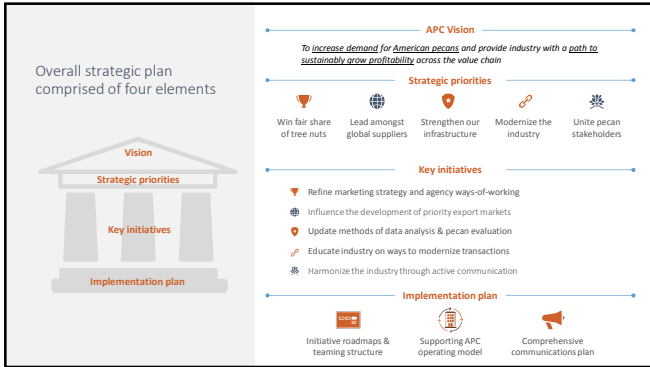 Overall strategic plan
comprised of four elements
Vision
Strategic priorities
Key initiatives
Implementation plan
APC Vision
To increase demand for American pecans and provide industry with a path to
sustainably grow profitability across the value chain
Strategic priorities
Win fair share
of tree nuts
Lead amongst
global suppliers
Strengthen our
infrastructure
Modernize the
industry
Unite pecan
stakeholders
Key initiatives
Refine marketing strategy and agency ways-of-working
Influence the development of priority export markets
Update methods of data analysis & pecan evaluation
Educate industry on ways to modernize transactions
Harmonize the industry through active communication
Implementation plan
Initiative roadmaps &
teaming structure
Supporting APC
operating model
Comprehensive
communications plan